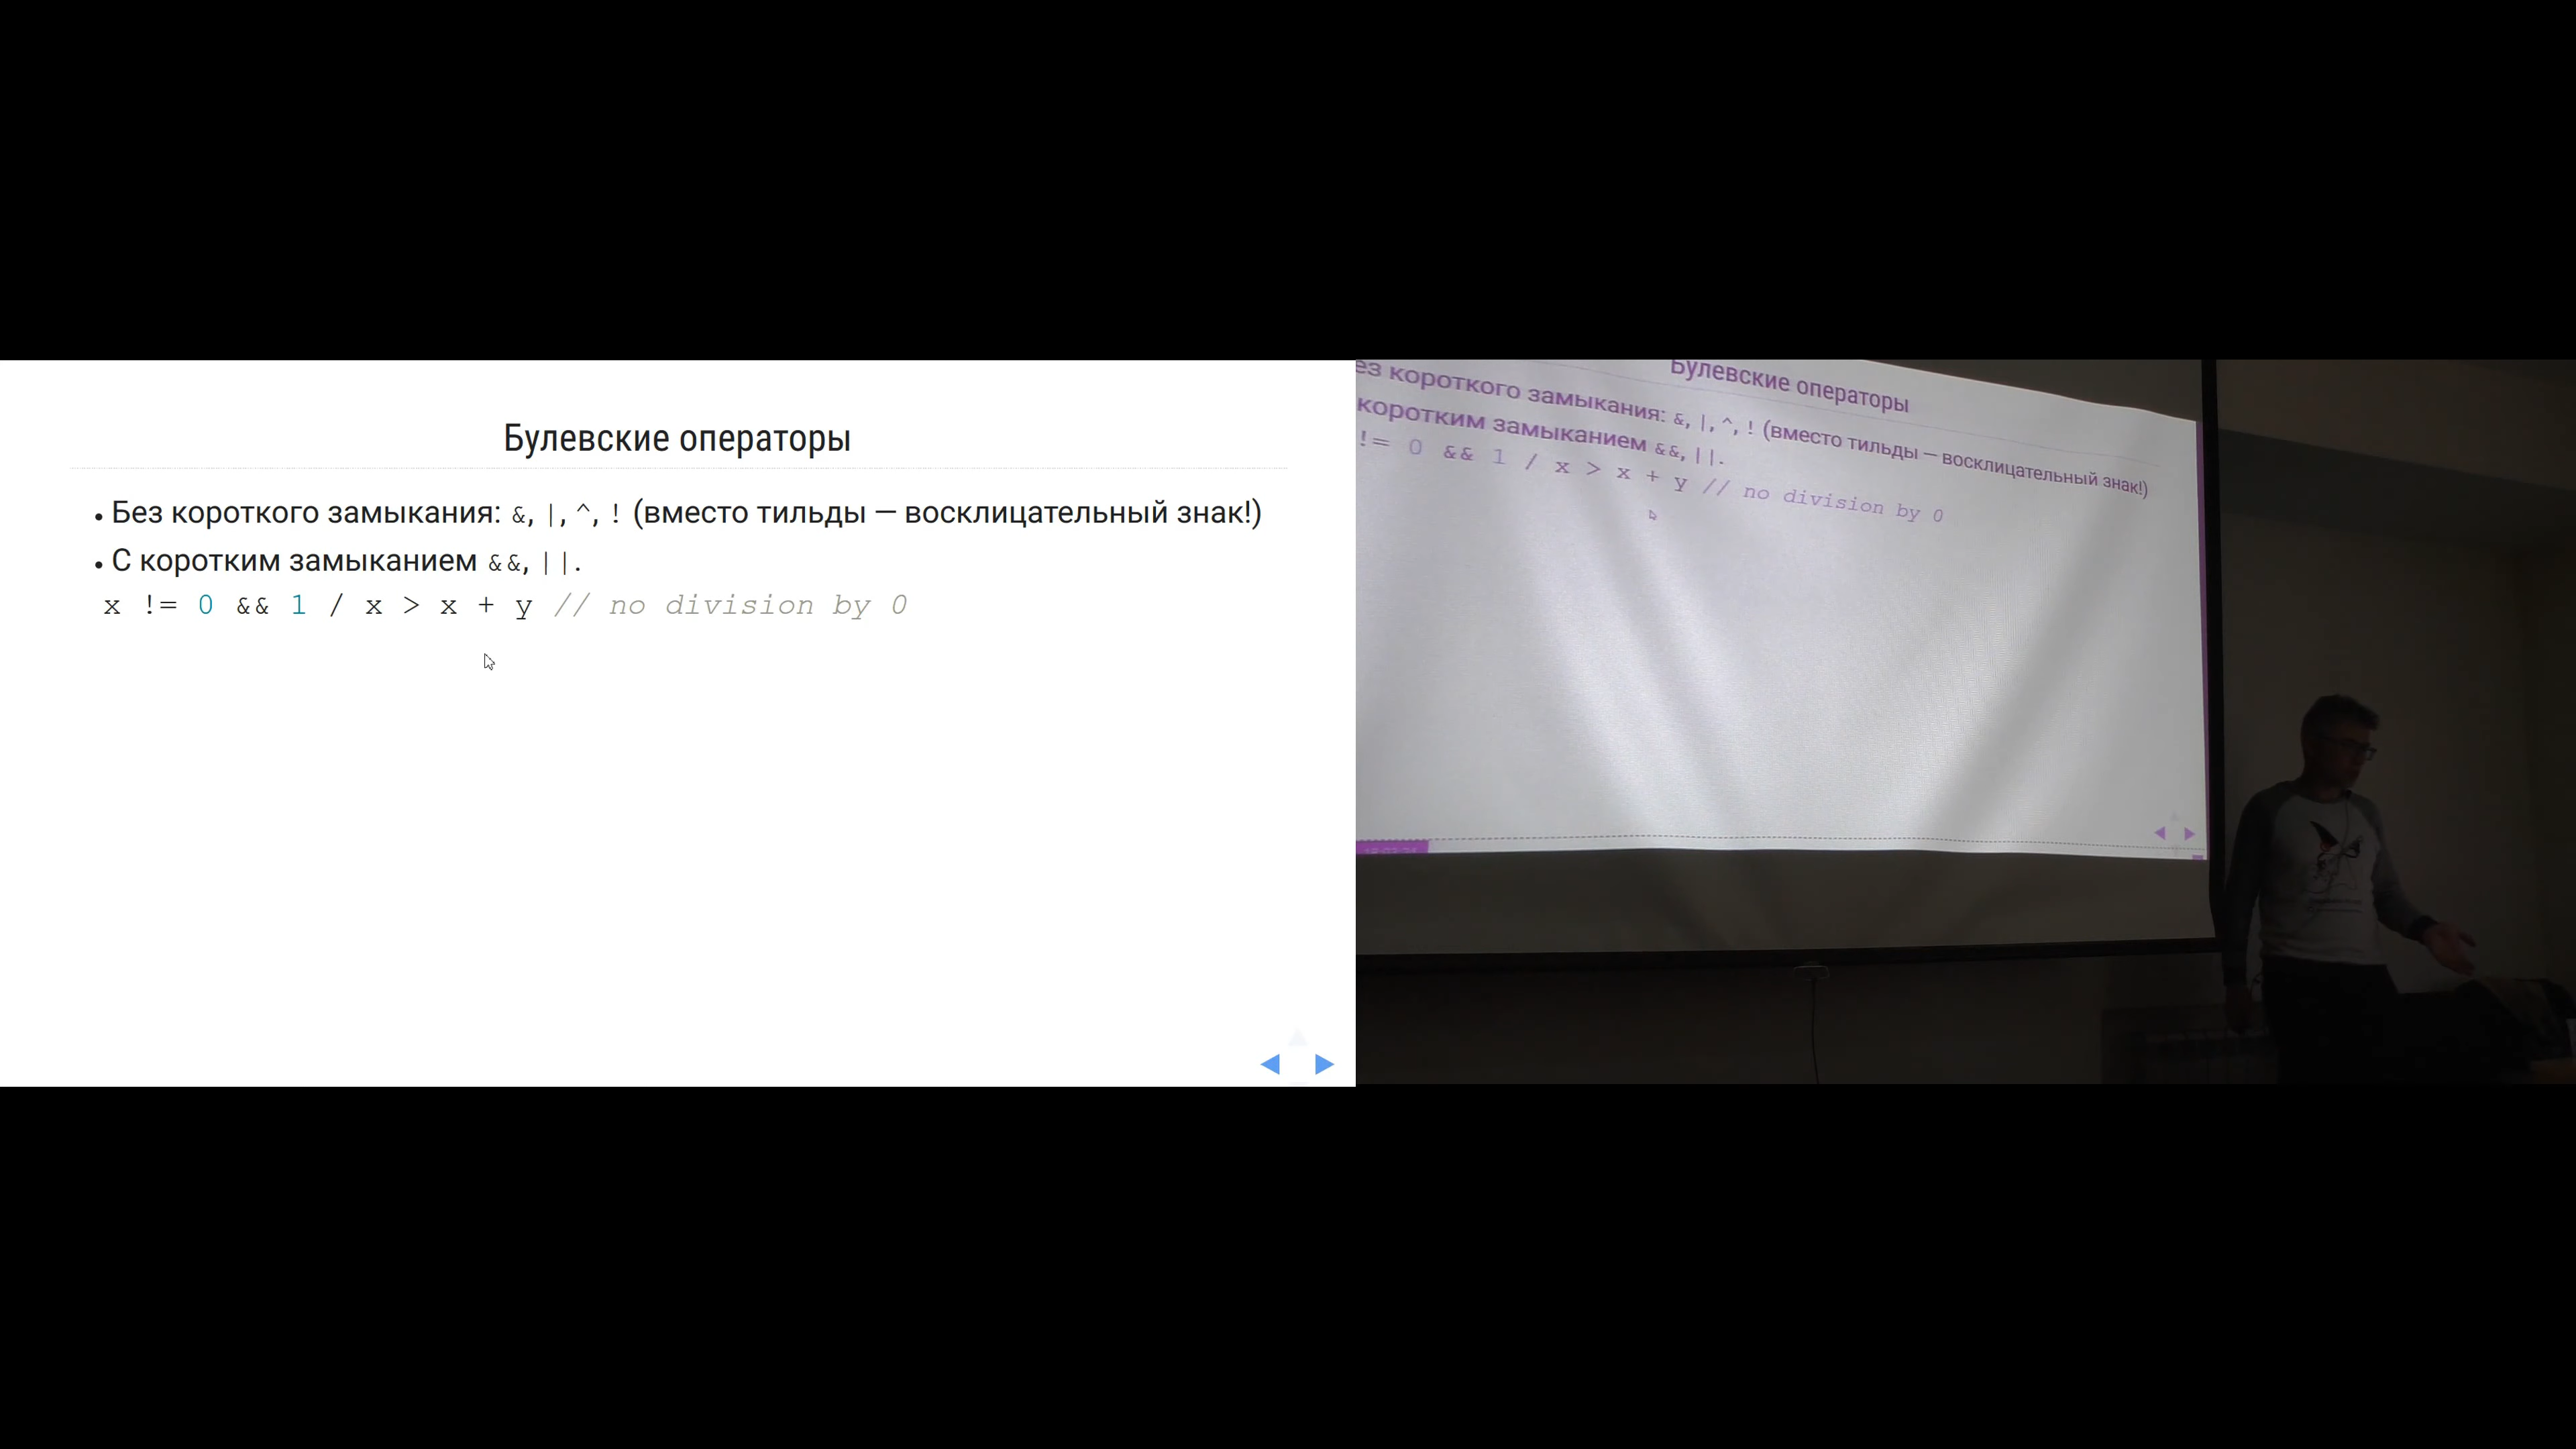 Булевские операторы
• Без короткого замыкания: &, |, ^, ! (вместо тильды — восклицательный знак!)
• С коротким замыканием &&, ||.
x != 0 && 1 / x > x + y // no division by 0
Булевские операторы
ез короткого замыкания: &, |, ^, ! (вместо тильды — восклицательный знак!)
коротким замыканием &&, ||.
!= 0 && 1 / x > x + y // no division by 0